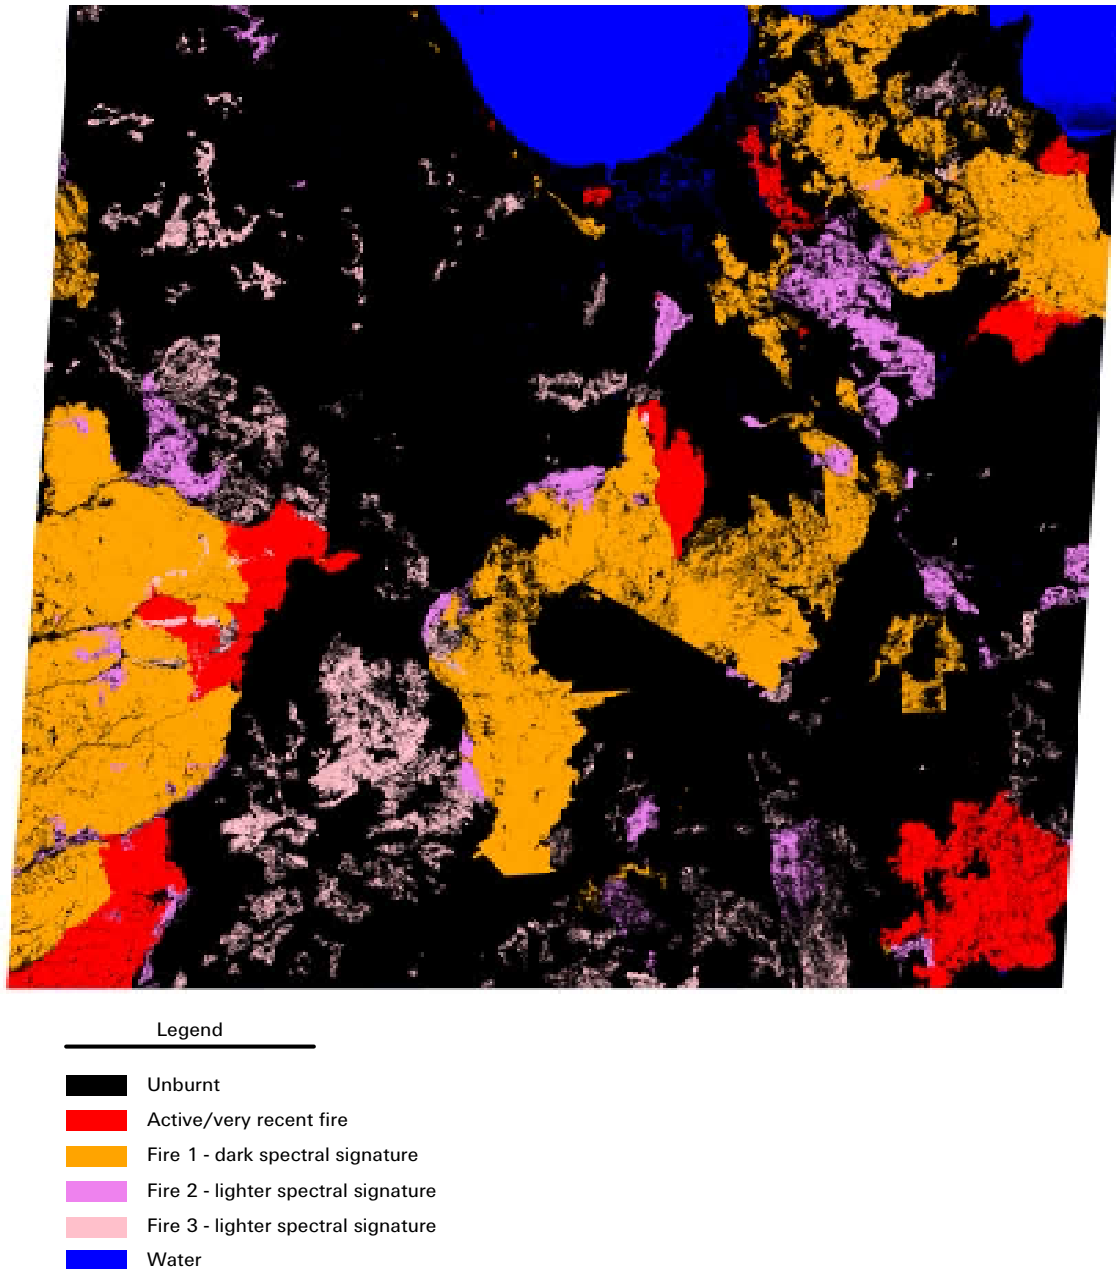 Legend
Unburnt
Active/very recent fire
Fire 1 - dark spectral signature
Fire 2 - lighter spectral signature
Fire 3 - lighter spectral signature
Water